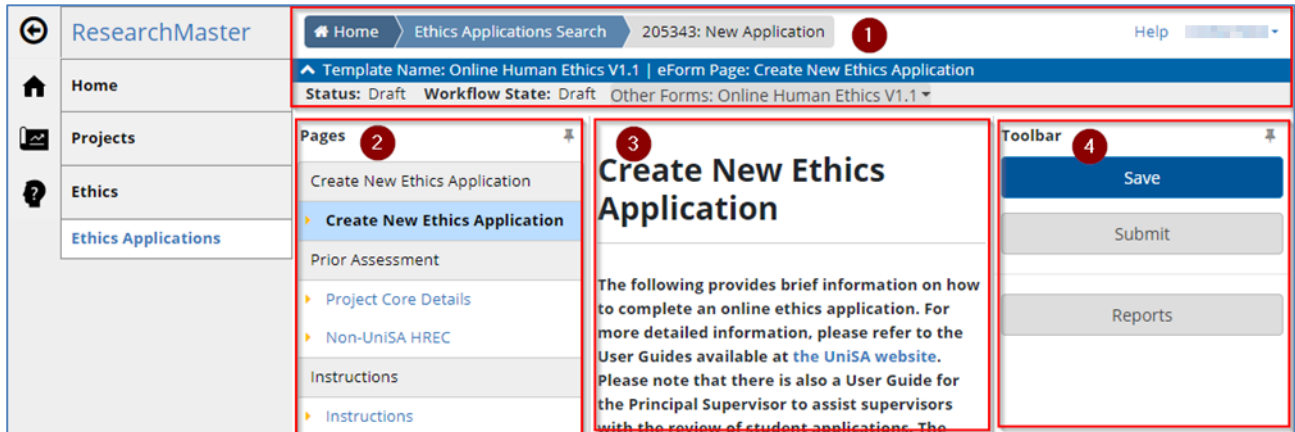 ResearchMaster
Home
Projects
Ethics
Ethics Applications
Home Ethics Applications Search 205343: New Application 1 Help
Template Name: Online Human Ethics V1.1 | eForm Page: Create New Ethics Application
Status: Draft Workflow State: Draft Other Forms: Online Human Ethics V1.1
Pages 2
Create New Ethics Application
Create New Ethics Application
Prior Assessment
Project Core Details
Non-UniSA HREC
Instructions
Instructions
3
Create New Ethics
Application
The following provides brief information on how
to complete an online ethics application. For
more detailed information, please refer to the
User Guides available at the UniSA website.
Please note that there is also a User Guide for
the Principal Supervisor to assist supervisors
with the review of student applications. The
Toolbar 4
Save
Submit
Reports